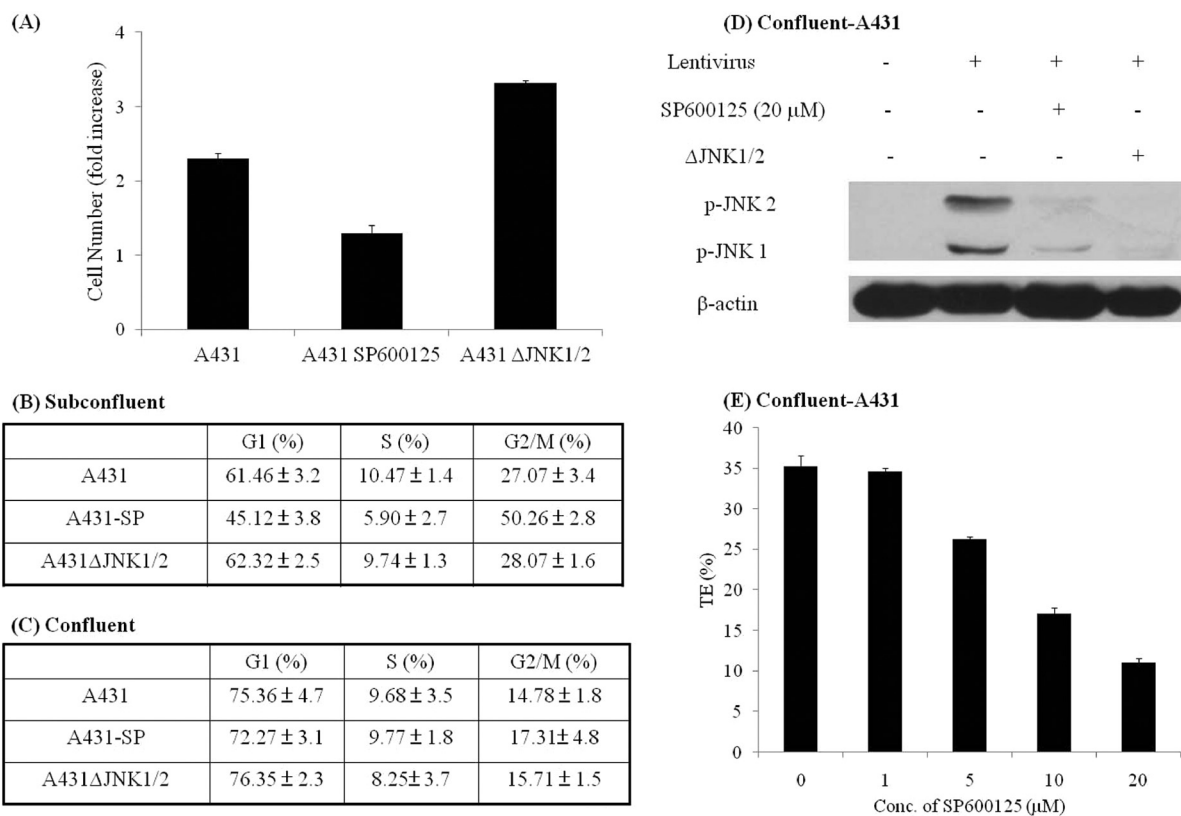 (A)
Cell Number (fold increase)
4
3
2
1
0
A431
A431 SP600125
A431 ΔJNK1/2
(B) Subconfluent
G1 (%) S (%) G2/M (%)
A431 61.46 ± 3.2 10.47 ± 1.4 27.07 ± 3.4
A431-SP 45.12 ± 3.8 5.90 ± 2.7 50.26 ± 2.8
A431ΔJNK1/2 62.32 ± 2.5 9.74 ± 1.3 28.07 ± 1.6
(C) Confluent
G1 (%) S (%) G2/M (%)
A431 75.36 ± 4.7 9.68 ± 3.5 14.78 ± 1.8
A431-SP 72.27 ± 3.1 9.77 ± 1.8 17.31± 4.8
A431ΔJNK1/2 76.35 ± 2.3 8.25± 3.7 15.71 ± 1.5
(D) Confluent-A431
Lentivirus - + + +
SP600125 (20 μM) - - + -
ΔJNK1/2 - - - +
p-JNK 2
p-JNK 1
β-actin
(E) Confluent-A431
TE (%)
40
35
30
25
20
15
10
5
0
0 1 5 10 20
Conc. of SP600125 (μM)